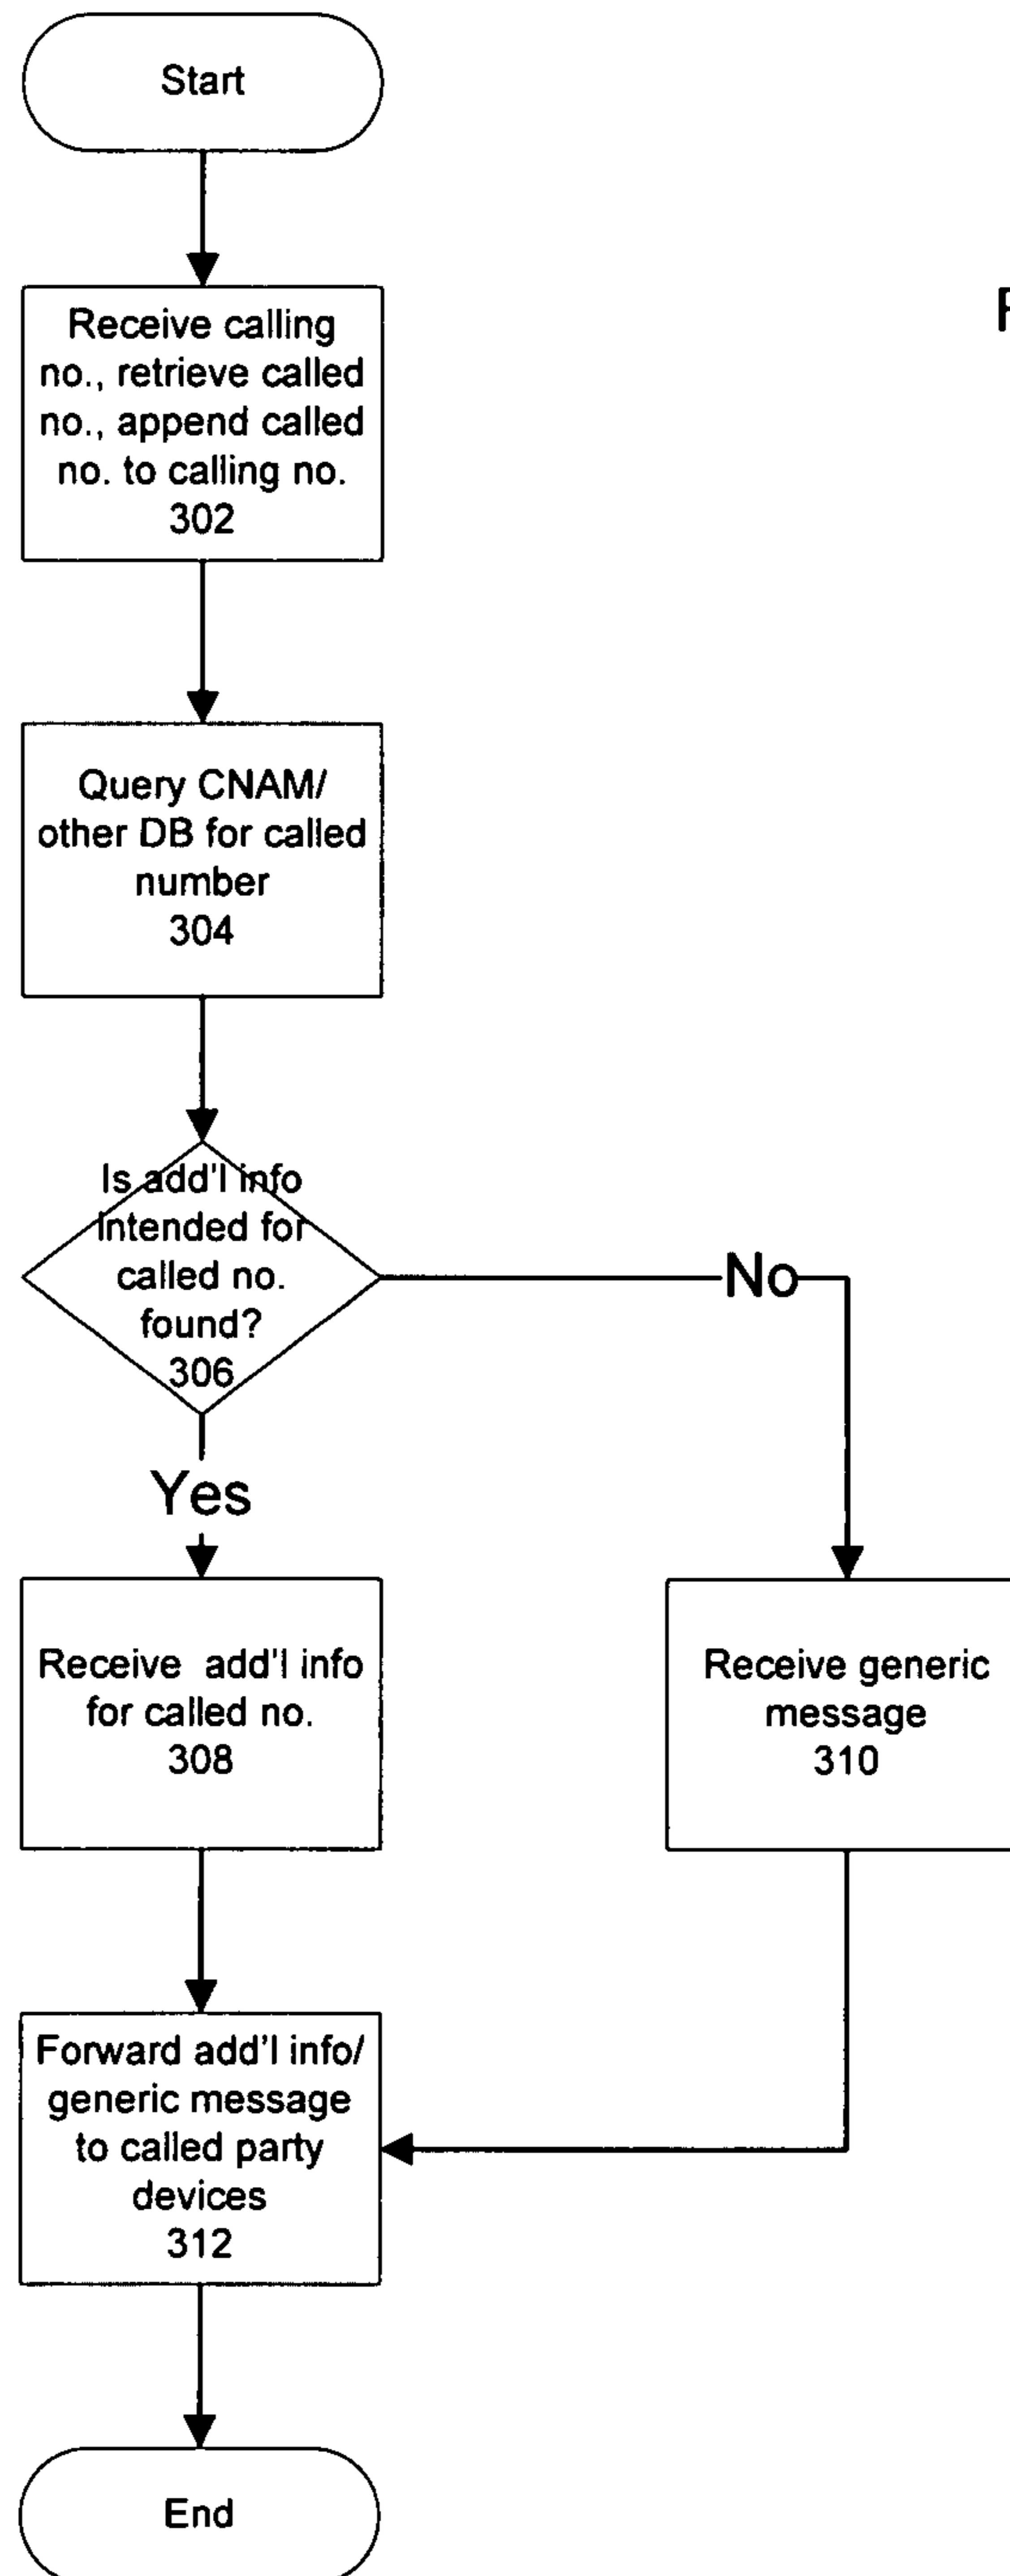 Start
Receive calling
no., retrieve called
no., append called
no. to calling no.
302
Query CNAM/
other DB for called
number
304
Is add'l info
intended for
called no.
found?
306
No
Yes
Receive add'l info
for called no.
308
Receive generic
message
310
Forward add'l info/
generic message
to called party
devices
312
End